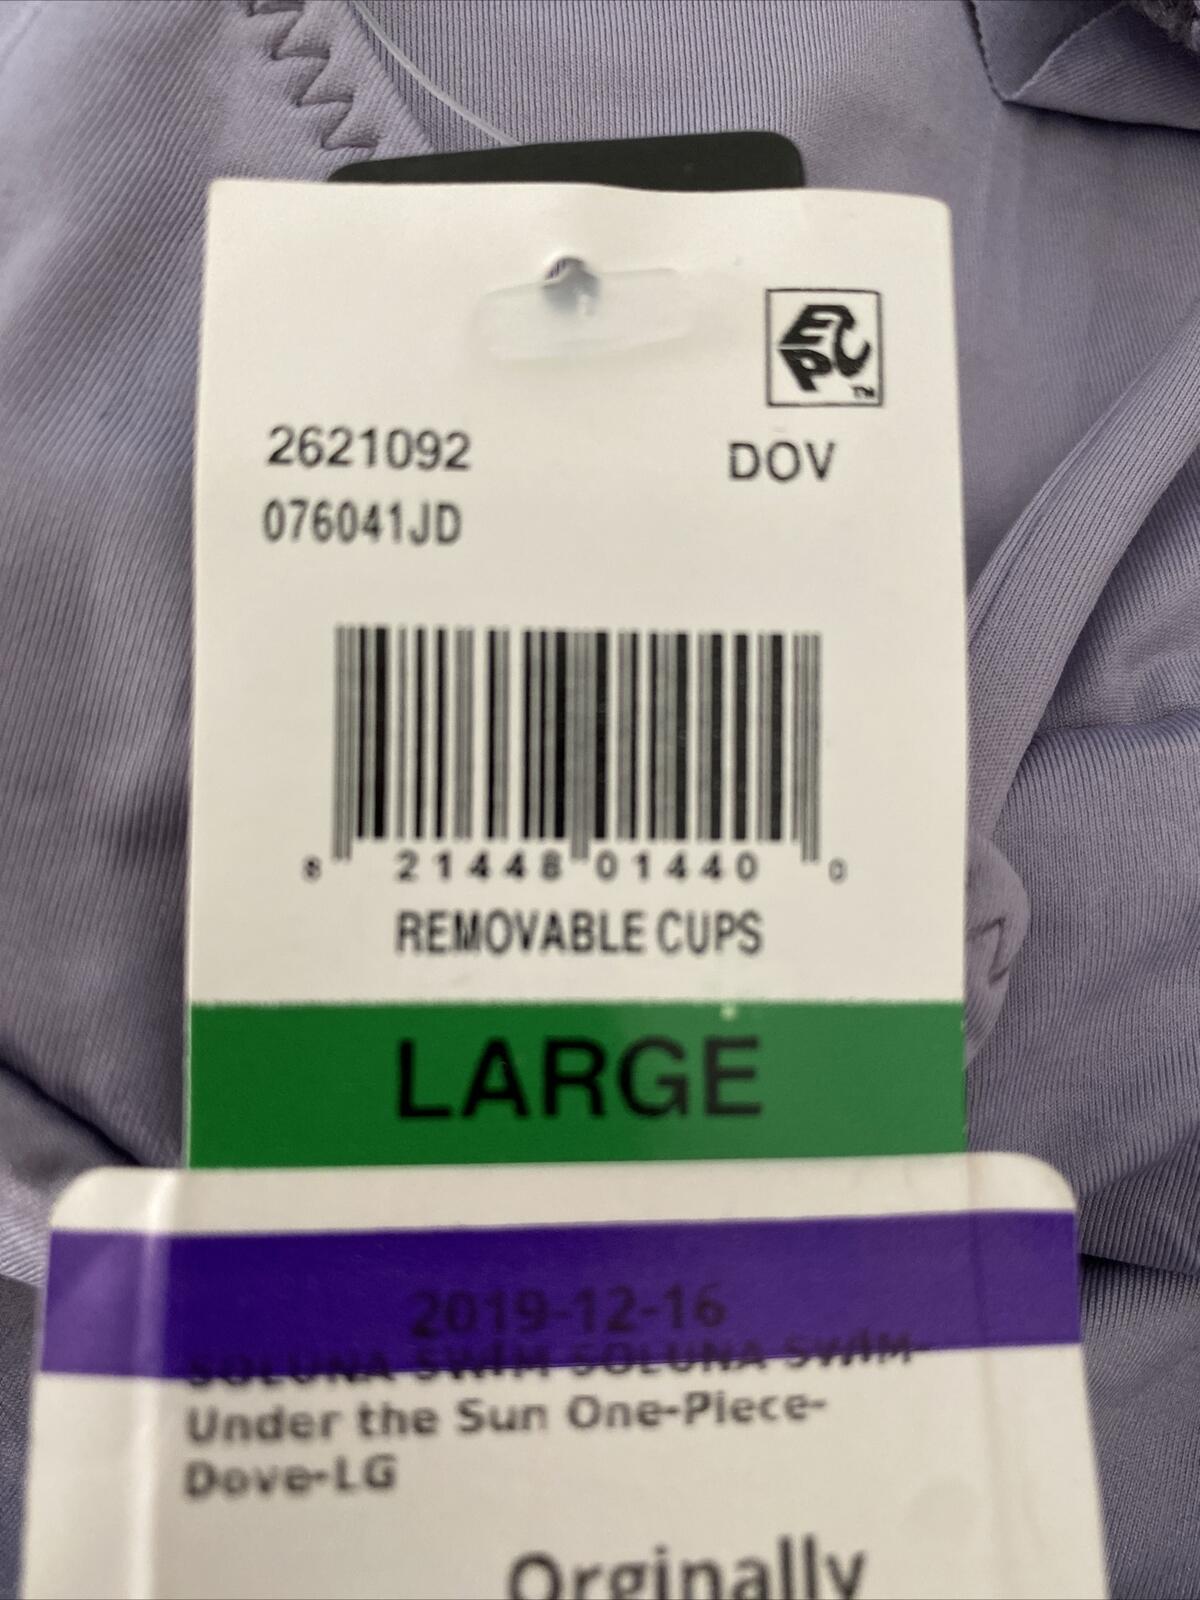 EPC™
2621092 DOV
076041JD
8 21448 01440 0
REMOVABLE CUPS
LARGE
2019-12-16
SOLUNA SWIM SOLUNA SWIM-
Under the Sun One-Piece-
Dove-LG
Orginally